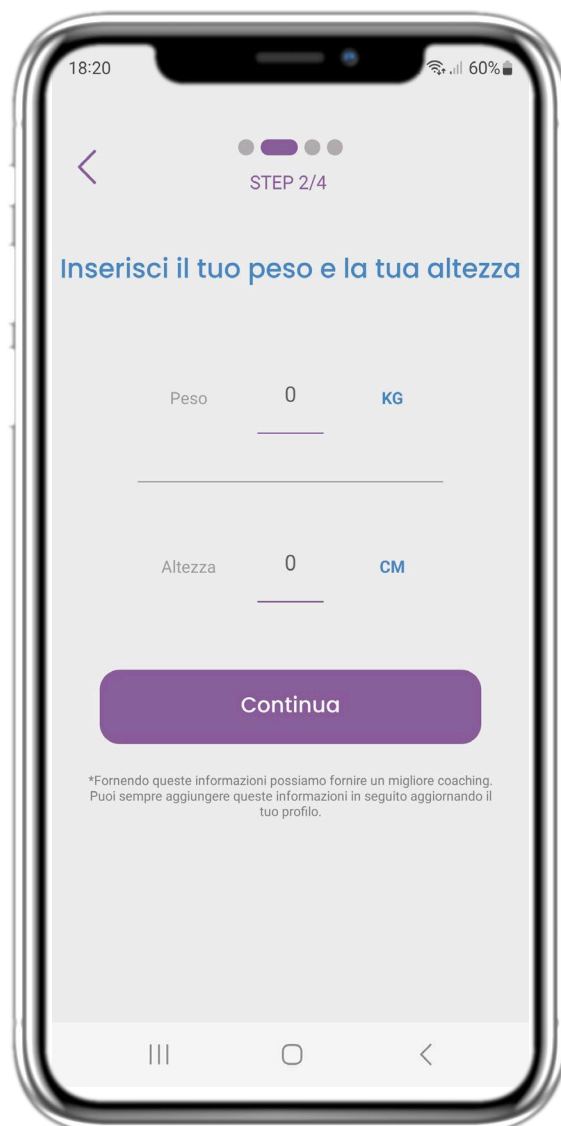 18:20
60%
STEP 2/4
Inserisci il tuo peso e la tua altezza
Peso 0 KG
Altezza 0 CM
Continua
*Fornendo queste informazioni possiamo fornire un migliore coaching.
Puoi sempre aggiungere queste informazioni in seguito aggiornando il
tuo profilo.